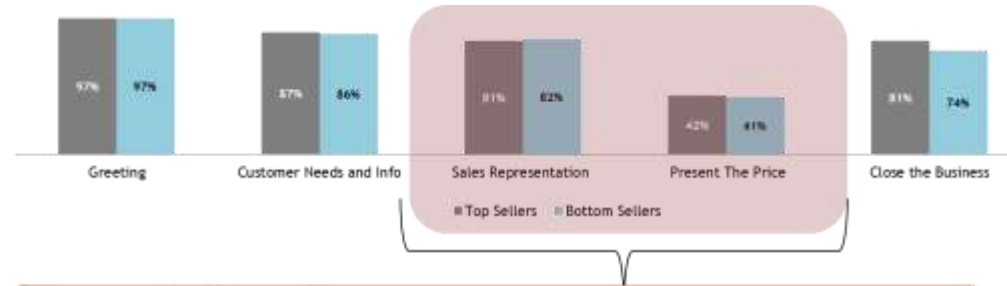 97% 97% 87% 86% 81% 82% 42% 41% 81% 74%
Greeting Customer Needs and Info Sales Representation Present The Price Close the Business
Top Sellers Bottom Sellers